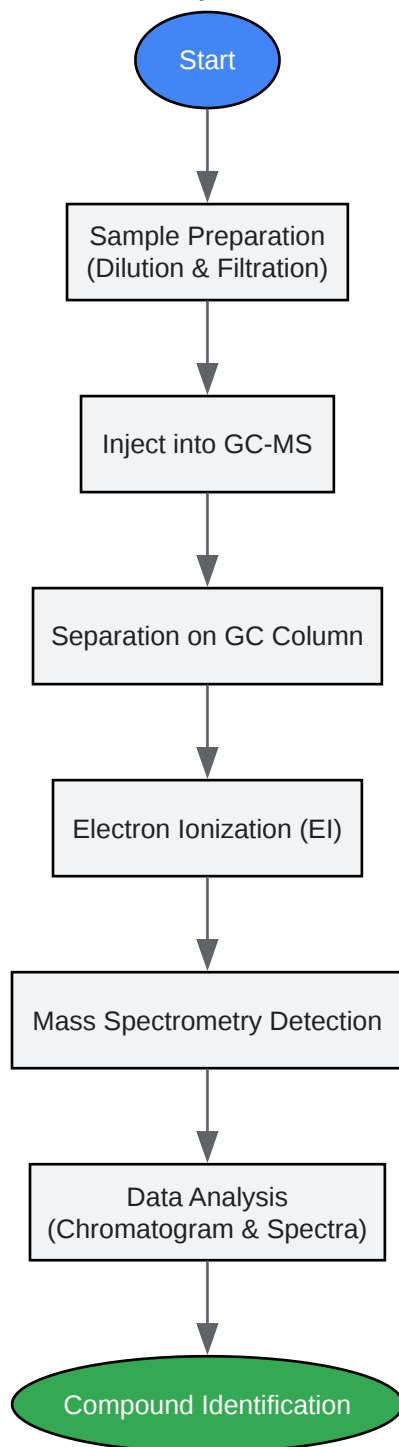 Start
Sample Preparation
(Dilution & Filtration)
Inject into GC-MS
Separation on GC Column
Electron Ionization (EI)
Mass Spectrometry Detection
Data Analysis
(Chromatogram & Spectra)
Compound Identification